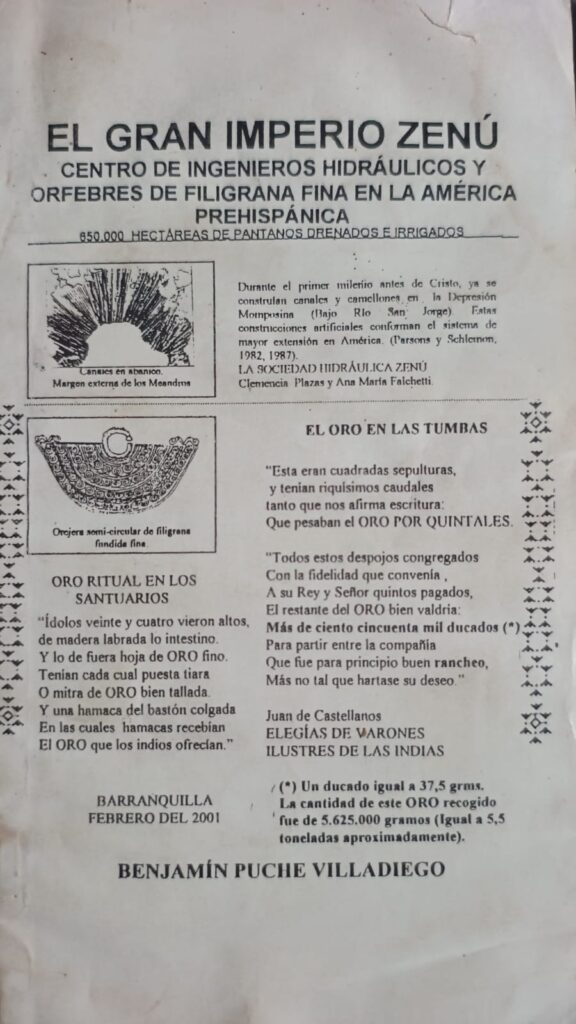 EL GRAN IMPERIO ZENÚ
CENTRO DE INGENIEROS HIDRÁULICOS Y
ORFEBRES DE FILIGRANA FINA EN LA AMÉRICA
PREHISPÁNICA
650.000 HECTÁREAS DE PANTANOS DRENADOS E IRRIGADOS
Canales en abanico.
Margen externa de los Meandros
Durante el primer milenio antes de Cristo, ya se
construían canales y camellones en la Depresión
Momposina (Bajo Río San Jorge). Estas
construcciones artificiales conforman el sistema de
mayor extensión en América. (Parsons y Schlemon,
1982, 1987).
LA SOCIEDAD HIDRÁULICA ZENÚ
Clemencia Plazas y Ana María Falchetti.
Orejera semi-circular de filigrana
fundida fina.
ORO RITUAL EN LOS
SANTUARIOS
“Ídolos veinte y cuatro vieron altos,
de madera labrada lo intestino.
Y lo de fuera hoja de ORO fino.
Tenían cada cual puesta tiara
O mitra de ORO bien tallada.
Y una hamaca del bastón colgada
En las cuales hamacas recebían
El ORO que los indios ofrecían.”
BARRANQUILLA
FEBRERO DEL 2001
EL ORO EN LAS TUMBAS
“Esta eran cuadradas sepulturas,
y tenían riquísimos caudales
tanto que nos afirma escritura:
Que pesaban el ORO POR QUINTALES.
“Todos estos despojos congregados
Con la fidelidad que convenía ,
A su Rey y Señor quintos pagados,
El restante del ORO bien valdría:
Más de ciento cincuenta mil ducados (*)
Para partir entre la compañía
Que fue para principio buen rancheo,
Más no tal que hartase su deseo.”
Juan de Castellanos
ELEGÍAS DE VARONES
ILUSTRES DE LAS INDIAS
(*) Un ducado igual a 37,5 grms.
La cantidad de este ORO recogido
fue de 5.625.000 gramos (Igual a 5,5
toneladas aproximadamente).
BENJAMÍN PUCHE VILLADIEGO